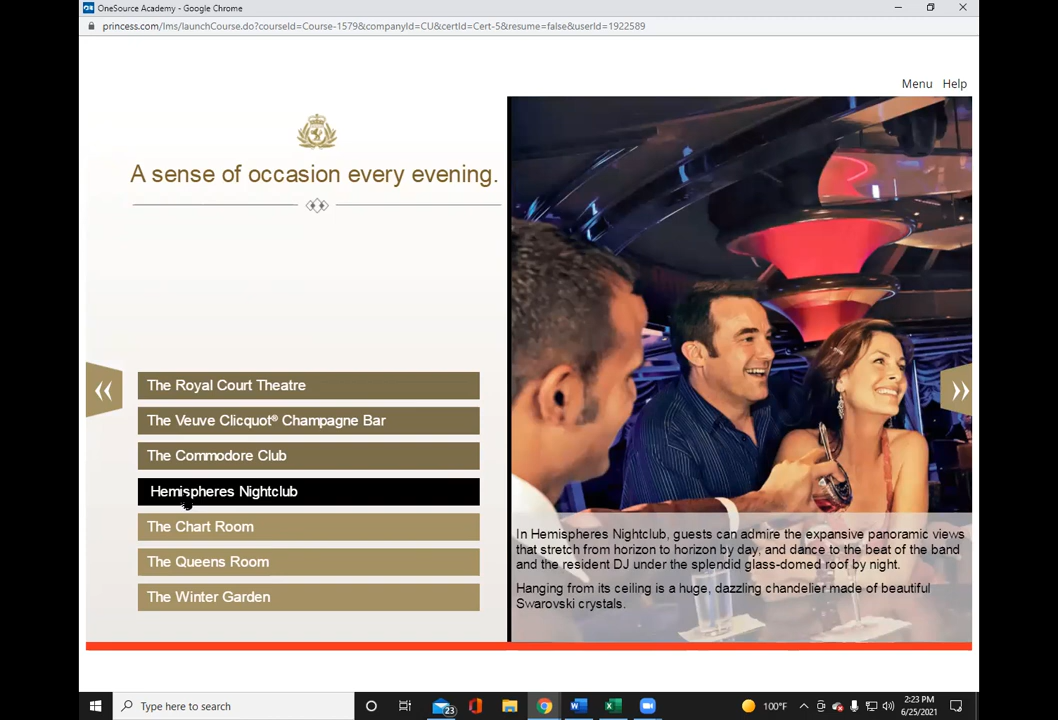 OneSource Academy - Google Chrome
princess.com/lms/launchCourse.do?courseId=Course-1579&companyId=CU&certId=Cert-5&resume=false&userId=1922589
Menu Help
A sense of occasion every evening.
The Royal Court Theatre
The Veuve Clicquot® Champagne Bar
The Commodore Club
Hemispheres Nightclub
The Chart Room
The Queens Room
The Winter Garden
In Hemispheres Nightclub, guests can admire the expansive panoramic views
that stretch from horizon to horizon by day, and dance to the beat of the band
and the resident DJ under the splendid glass-domed roof by night.
Hanging from its ceiling is a huge, dazzling chandelier made of beautiful
Swarovski crystals.
Type here to search
23
100°F
2:23 PM
6/25/2021